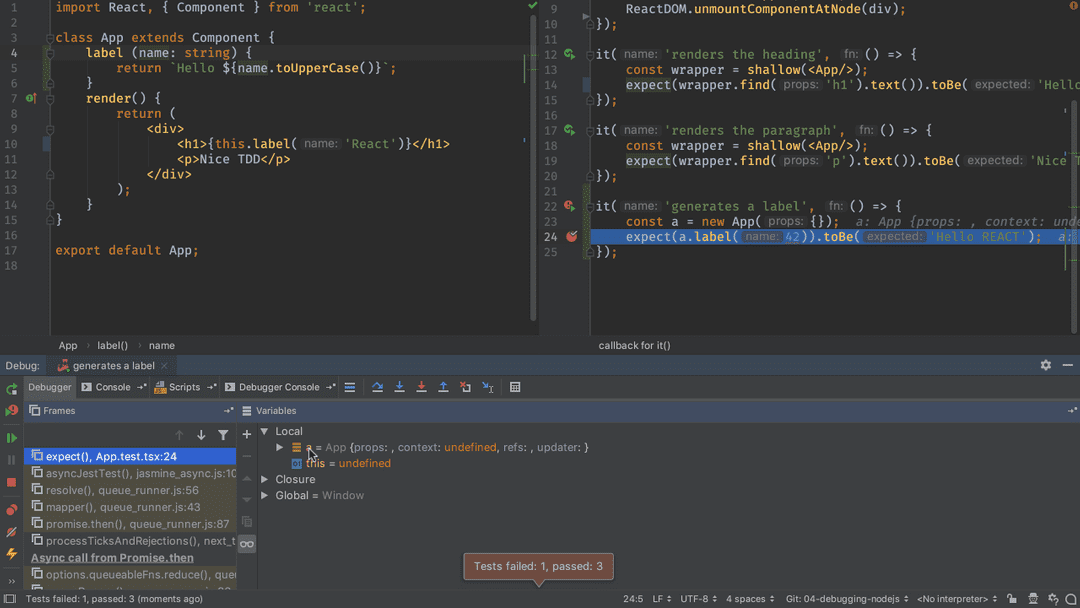 1 import React, { Component } from 'react';
2
3 class App extends Component {
4 label (name: string) {
5 return `Hello ${name.toUpperCase()}`;
6 }
7 render() {
8 return (
9 <div>
10 <h1>{this.label( name: 'React')}</h1>
11 <p>Nice TDD</p>
12 </div>
13 );
14 }
15 }
16
17 export default App;
18
App label() name
9 ReactDOM.unmountComponentAtNode(div);
10 });
11
12 it( name: 'renders the heading', fn: () => {
13 const wrapper = shallow(<App/>);
14 expect(wrapper.find( props: 'h1').text()).toBe( expected: 'Hello
15 });
16
17 it( name: 'renders the paragraph', fn: () => {
18 const wrapper = shallow(<App/>);
19 expect(wrapper.find( props: 'p').text()).toBe( expected: 'Nice T
20 });
21
22 it( name: 'generates a label', fn: () => {
23 const a = new App( props: {}); a: App {props: , context: unde
24 expect(a.label( name: 42)).toBe( expected: 'Hello REACT'); a:
25 });
callback for it()
Debug: generates a label
Debugger Console Scripts Debugger Console
Frames
expect(), App.test.tsx:24
asyncJestTest(), jasmine_async.js:10
resolve(), queue_runner.js:56
mapper(), queue_runner.js:43
promise.then(), queue_runner.js:87
processTicksAndRejections(), next_t
Async call from Promise.then
options.queueableFns.reduce(), queu
Variables
Local
a = App {props: , context: undefined, refs: , updater: }
this = undefined
Closure
Global = Window
Tests failed: 1, passed: 3
Tests failed: 1, passed: 3 (moments ago) 24:5 LF UTF-8 4 spaces Git: 04-debugging-nodejs <No interpreter>